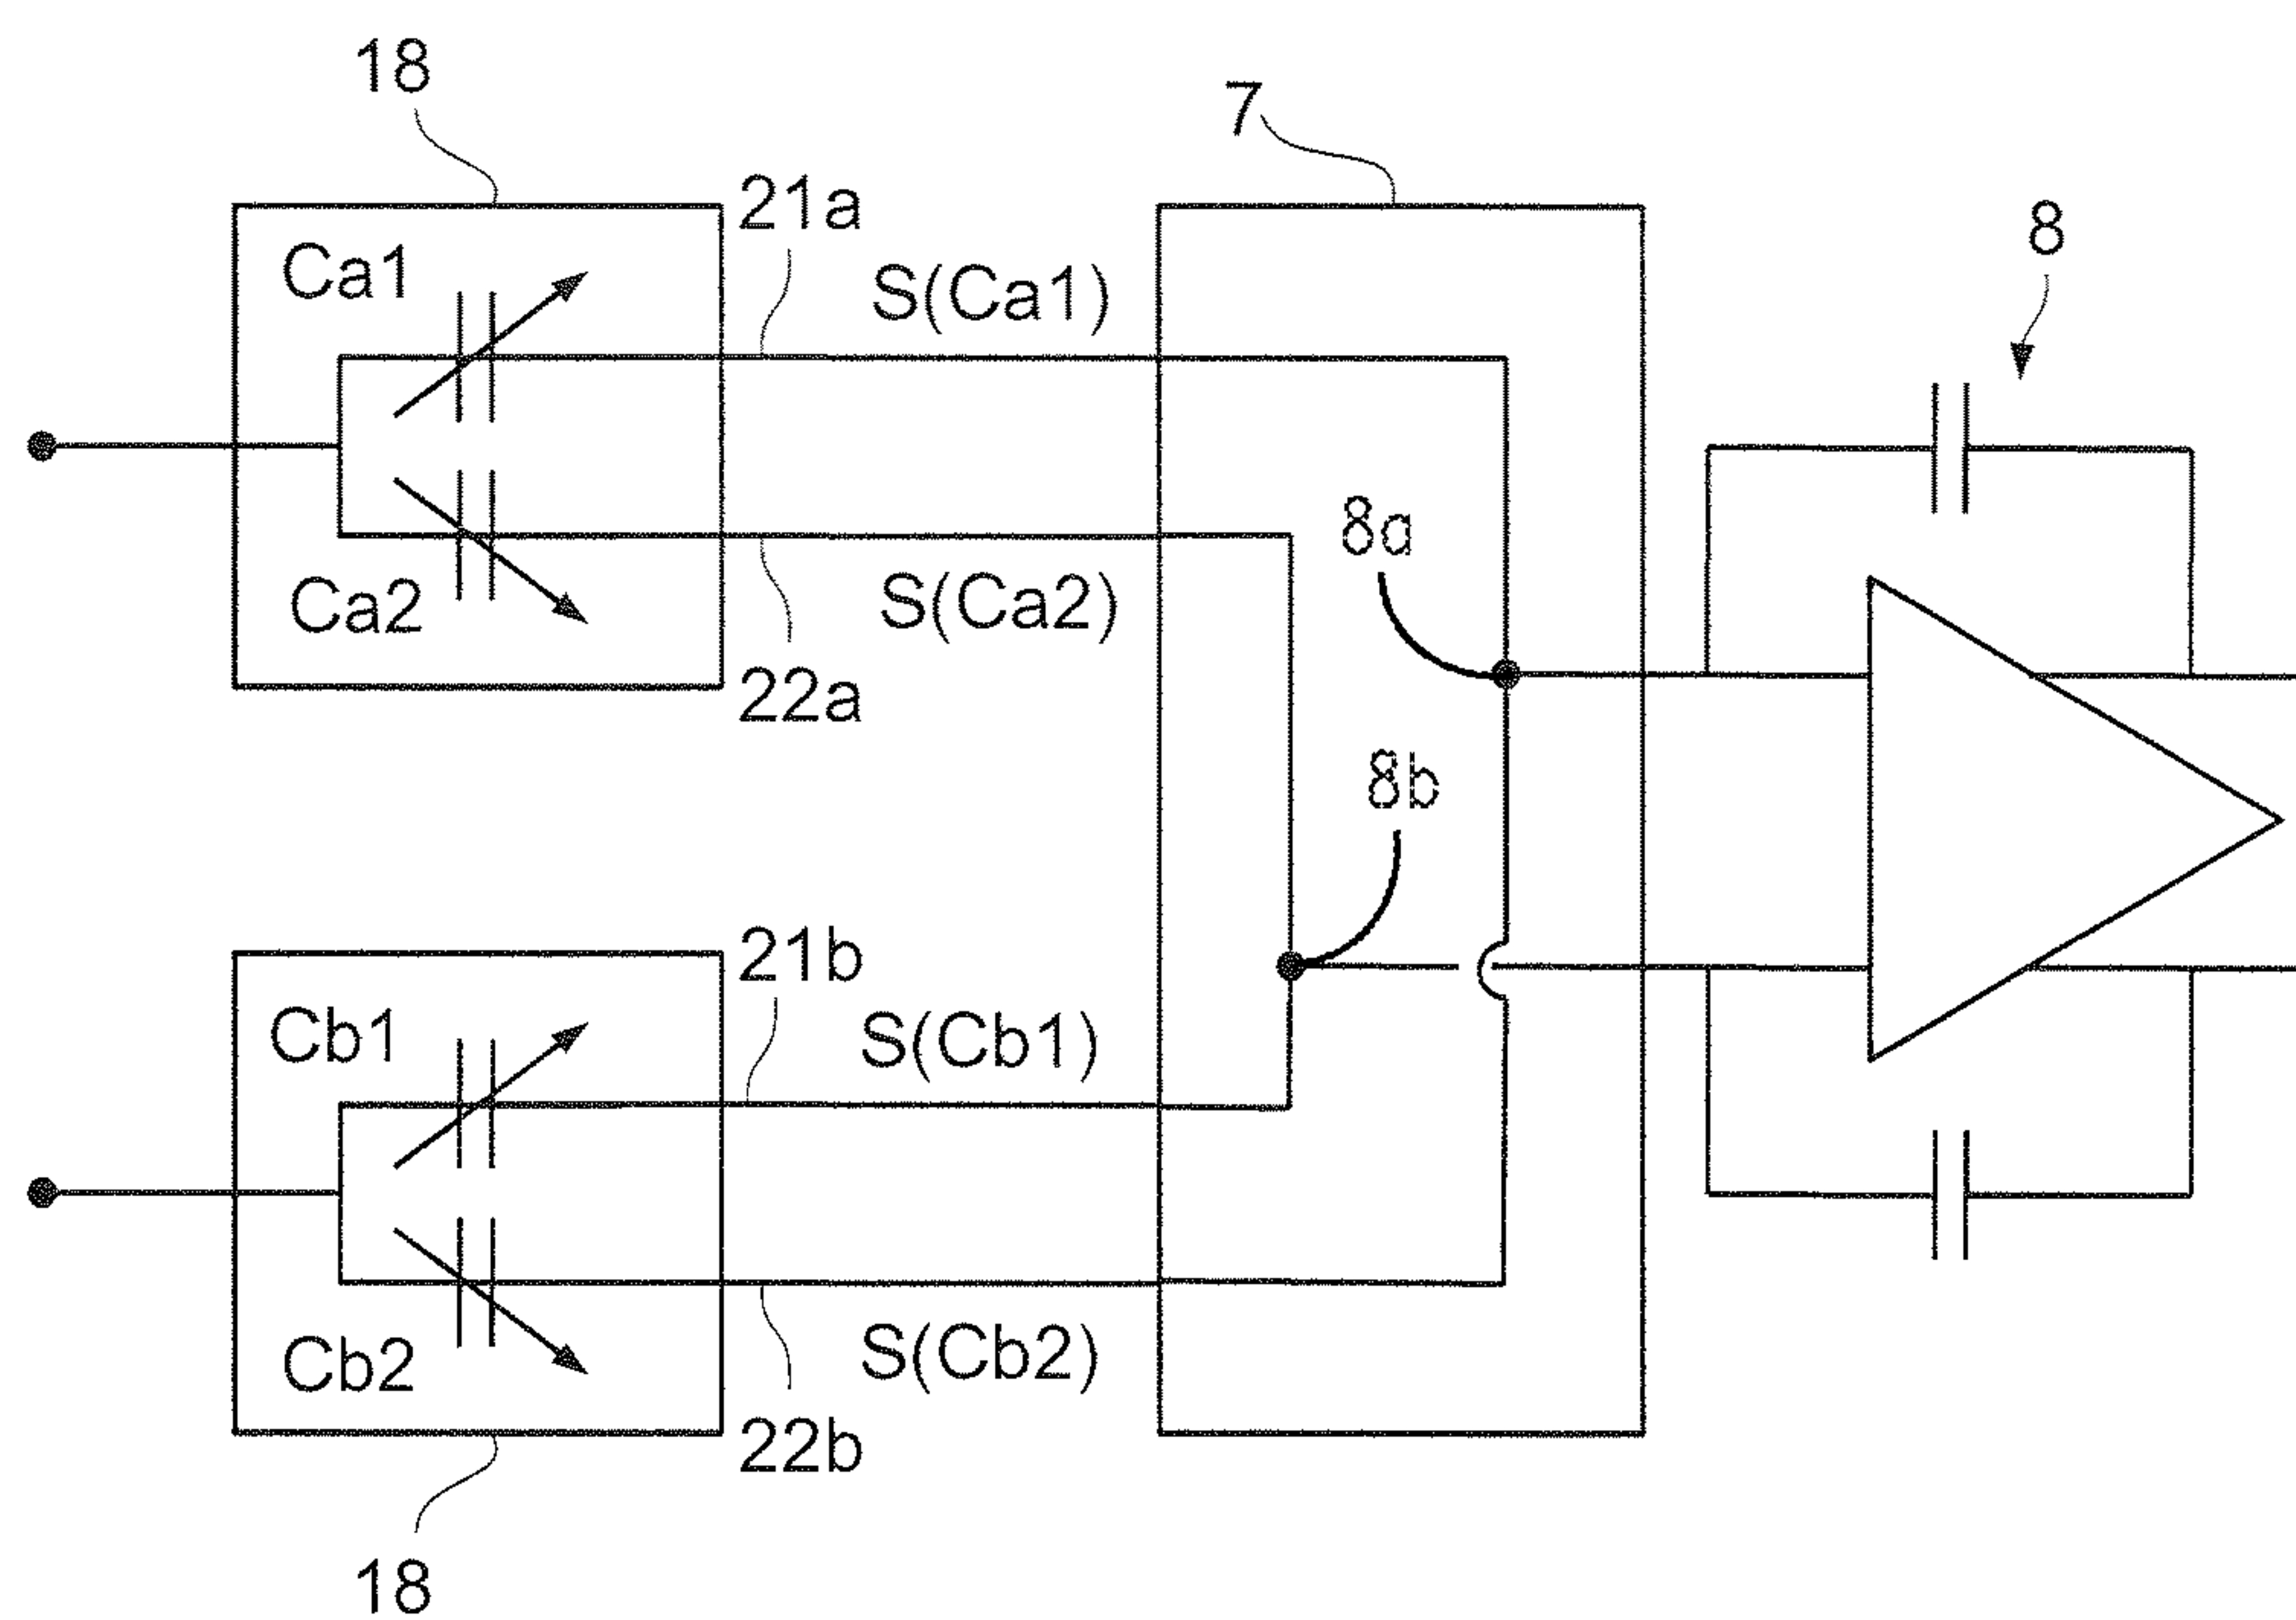 18
7
21a
8
Ca1
S(Ca1)
8a
Ca2
S(Ca2)
22a
8b
21b
Cb1
S(Cb1)
Cb2
S(Cb2)
22b
18